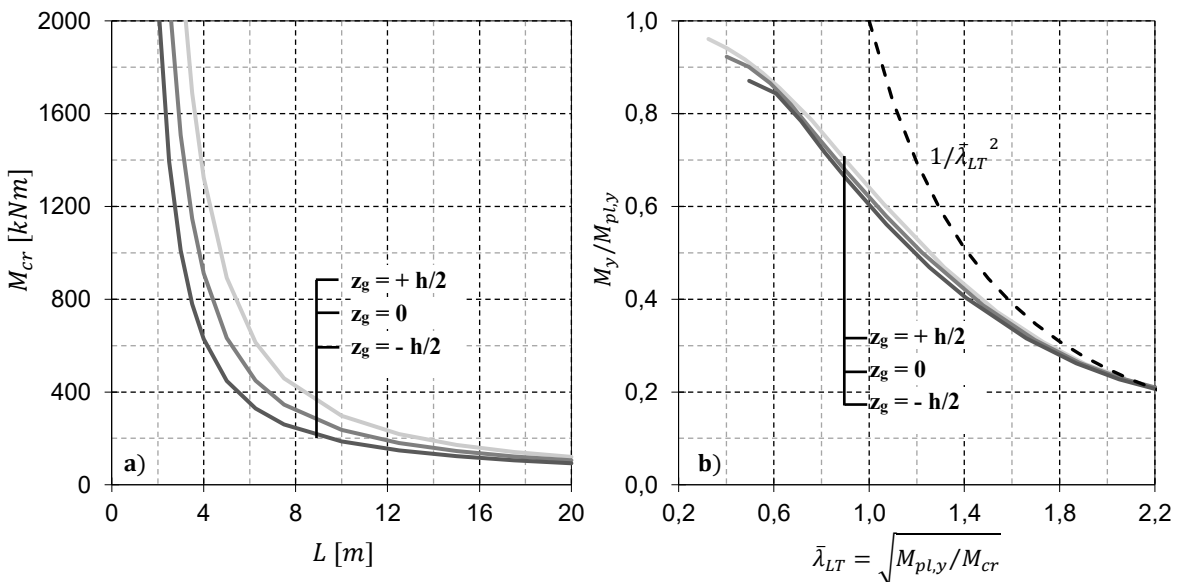 2000
1600
1200
800
400
0
M_cr [kNm]
z_g = + h/2
z_g = 0
z_g = - h/2
a)
0 4 8 12 16 20
L [m]
1,0
0,8
0,6
0,4
0,2
0,0
M_y/M_pl,y
1/λ̄_LT²
z_g = + h/2
z_g = 0
z_g = - h/2
b)
0,2 0,6 1,0 1,4 1,8 2,2
λ̄_LT = √M_pl,y/M_cr